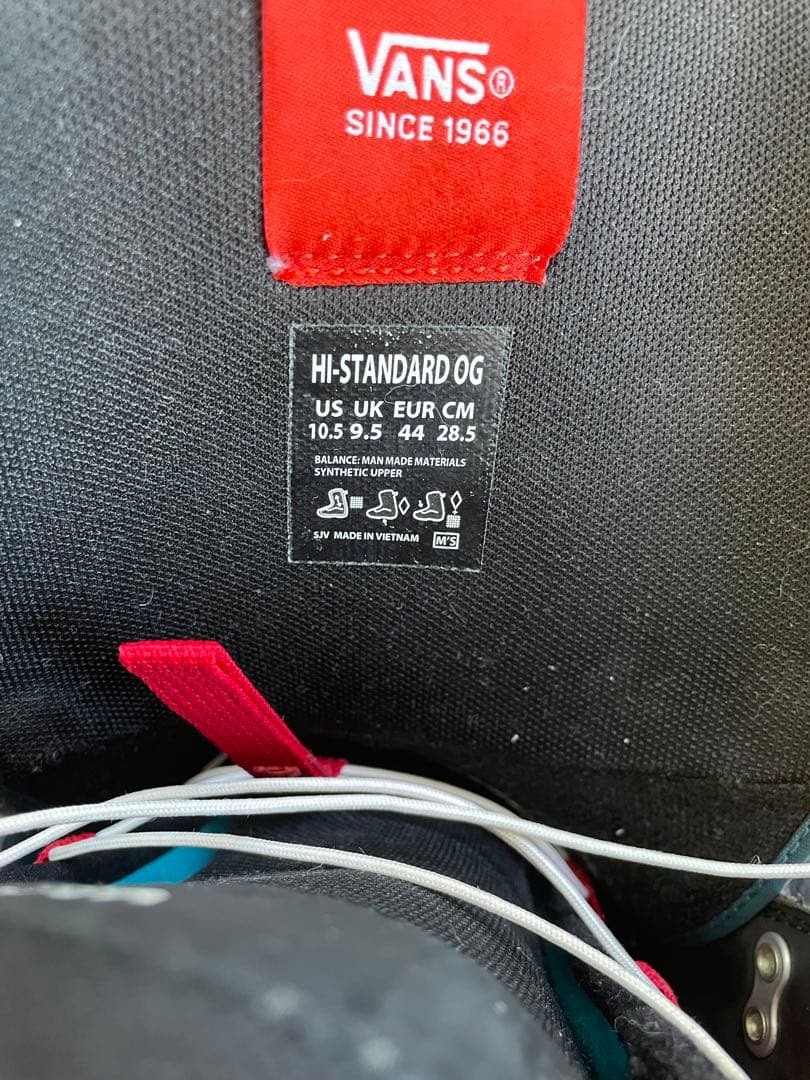 VANS®
SINCE 1966
HI-STANDARD OG
US UK EUR CM
10.5 9.5 44 28.5
BALANCE: MAN MADE MATERIALS
SYNTHETIC UPPER
SJV MADE IN VIETNAM M'S